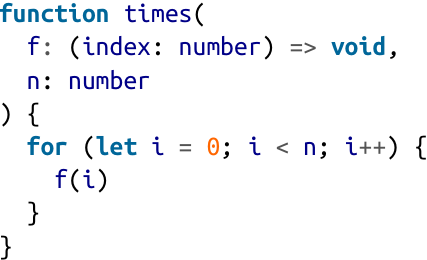 function times(
  f: (index: number) => void,
  n: number
) {
  for (let i = 0; i < n; i++) {
    f(i)
  }
}